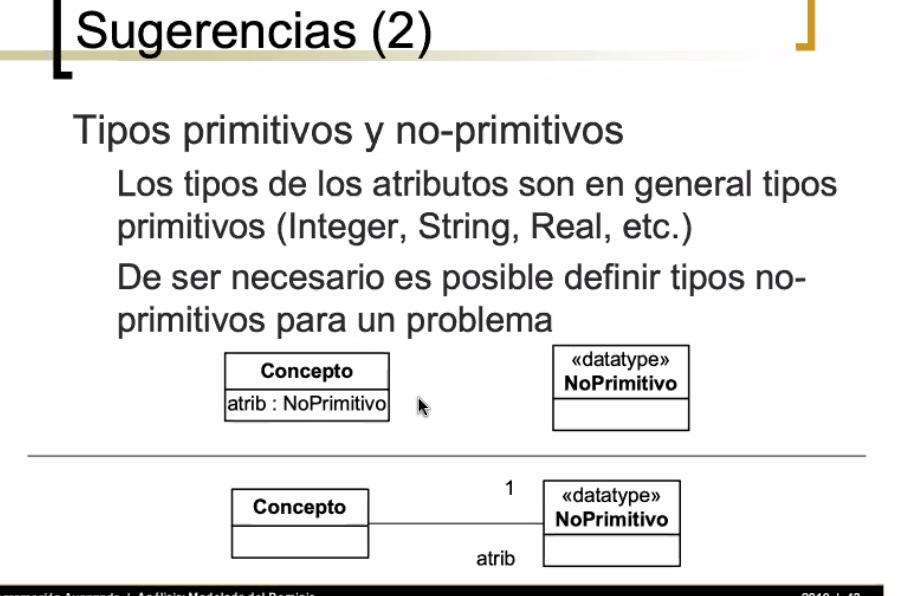 Sugerencias (2)
Tipos primitivos y no-primitivos
Los tipos de los atributos son en general tipos
primitivos (Integer, String, Real, etc.)
De ser necesario es posible definir tipos no-
primitivos para un problema
Concepto
atrib : NoPrimitivo
«datatype»
NoPrimitivo
Concepto
1
atrib
«datatype»
NoPrimitivo